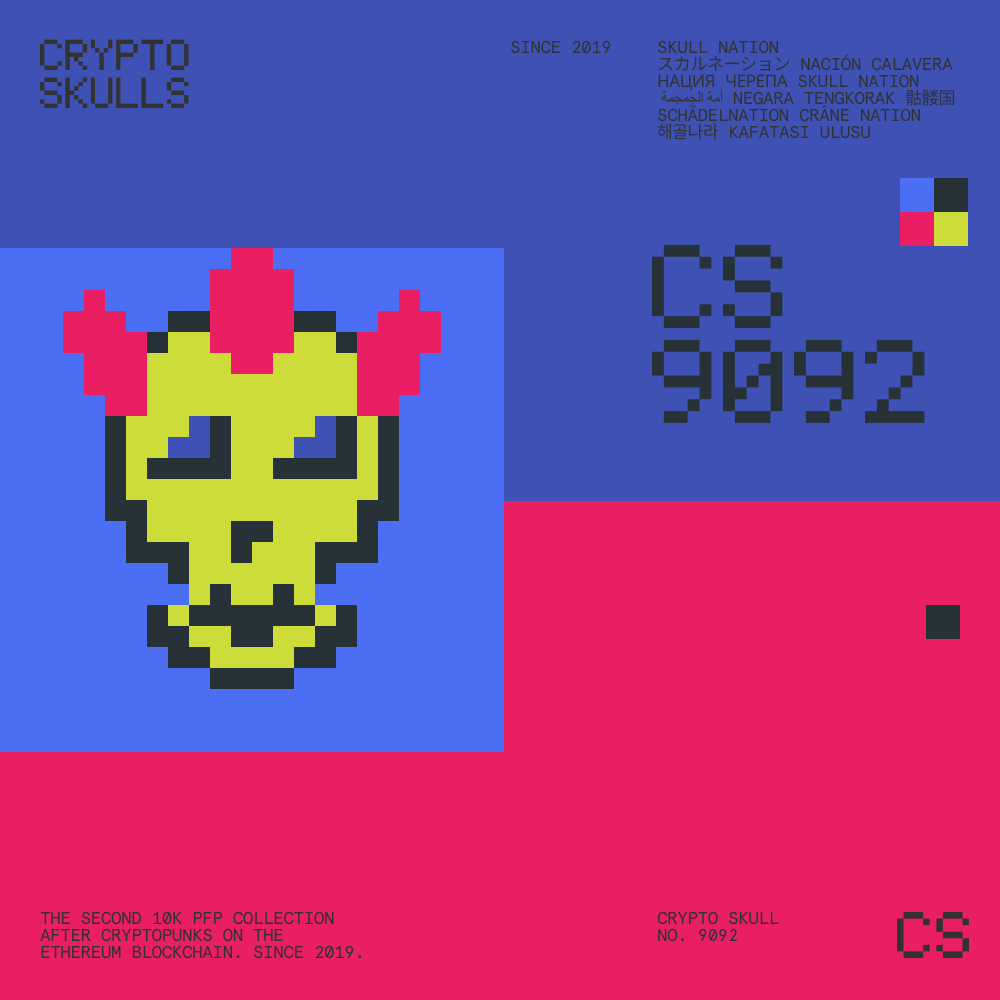 CRYPTO
SKULLS
SINCE 2019
SKULL NATION
スカルネーション NACIÓN CALAVERA
НАЦИЯ ЧЕРЕПА SKULL NATION
أمة الجمجمة NEGARA TENGKORAK 骷髅国
SCHÄDELNATION CRÂNE NATION
해골나라 KAFATASI ULUSU
CS
9092
THE SECOND 10K PFP COLLECTION
AFTER CRYPTOPUNKS ON THE
ETHEREUM BLOCKCHAIN. SINCE 2019.
CRYPTO SKULL
NO. 9092
CS